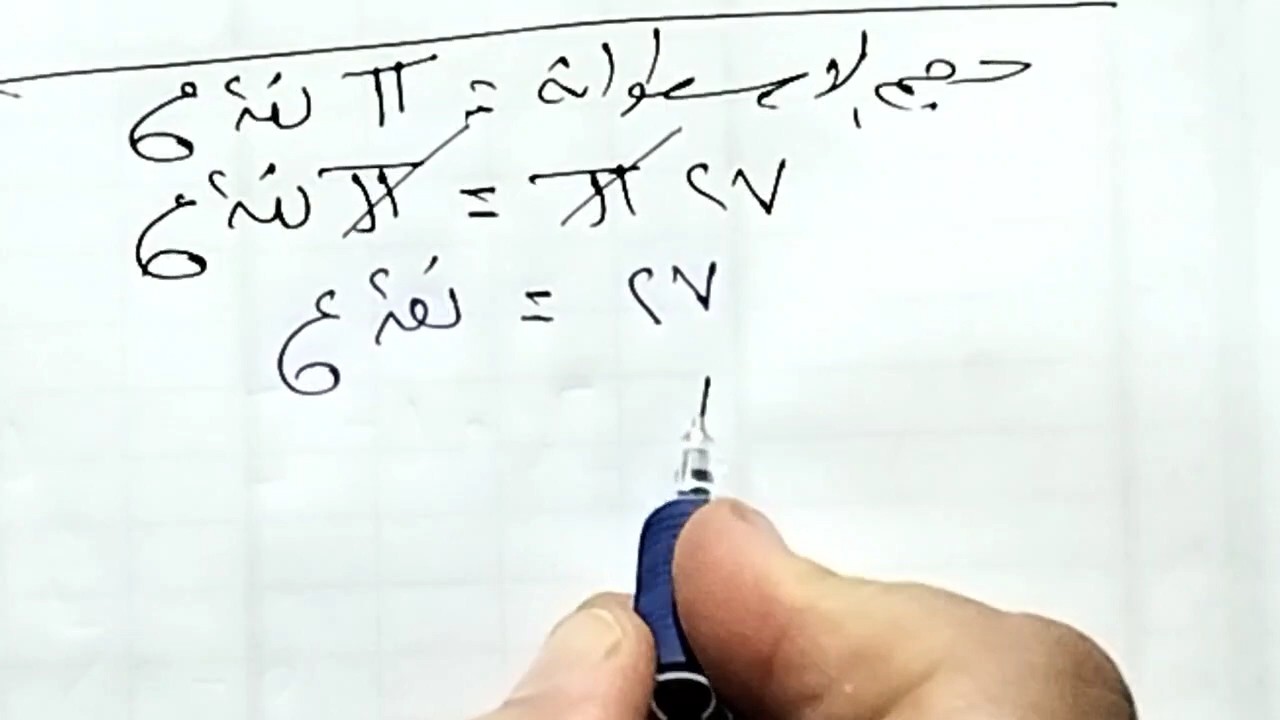 حجم الاسطوانة = π نق٢ ع
٢٧ π = π نق٢ ع
٢٧ = نق٢ ع